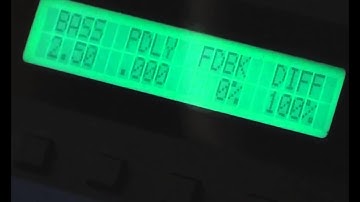 BASS PDLY FDBK DIFF
2.50 .000 0% 100%